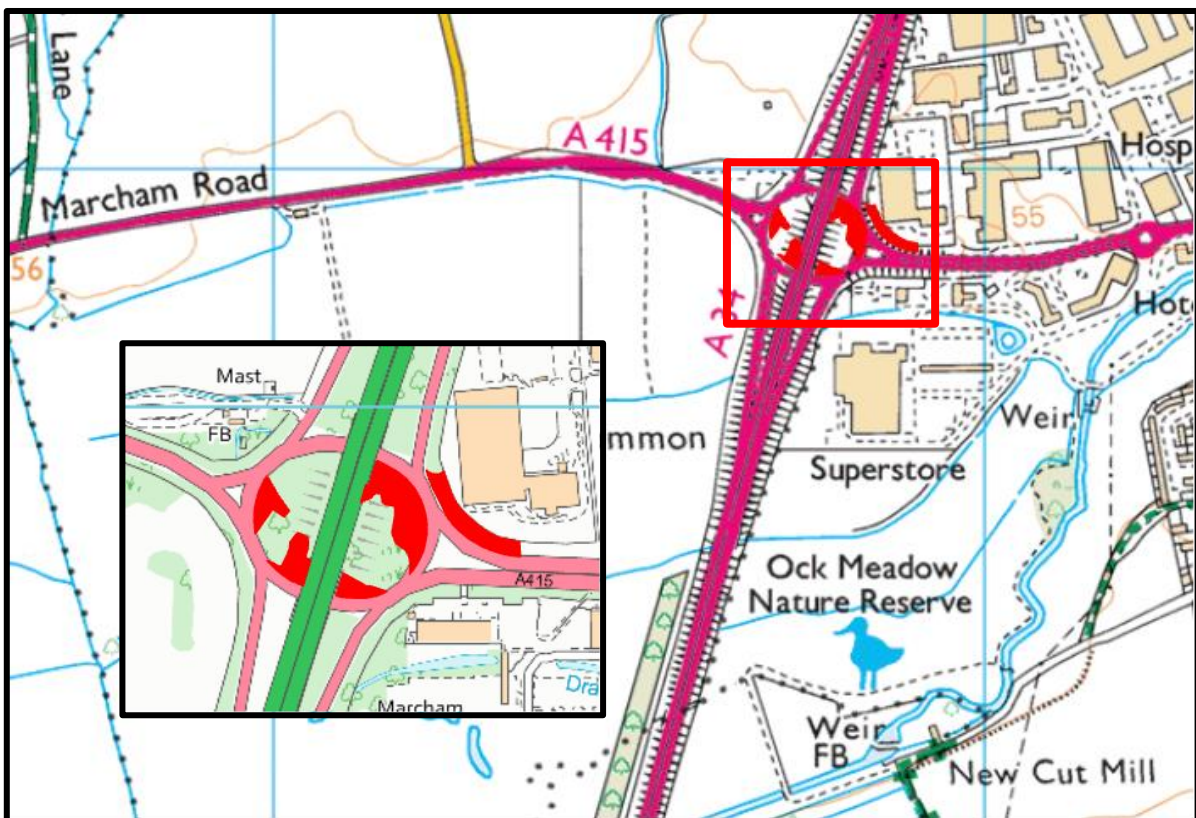 Lane
A 415
Marcham Road
Hosp
55
56
A 34
Hote
mmon
Weir
Superstore
Ock Meadow
Nature Reserve
Weir
FB
New Cut Mill
Mast
FB
A415
Dra
Marcham